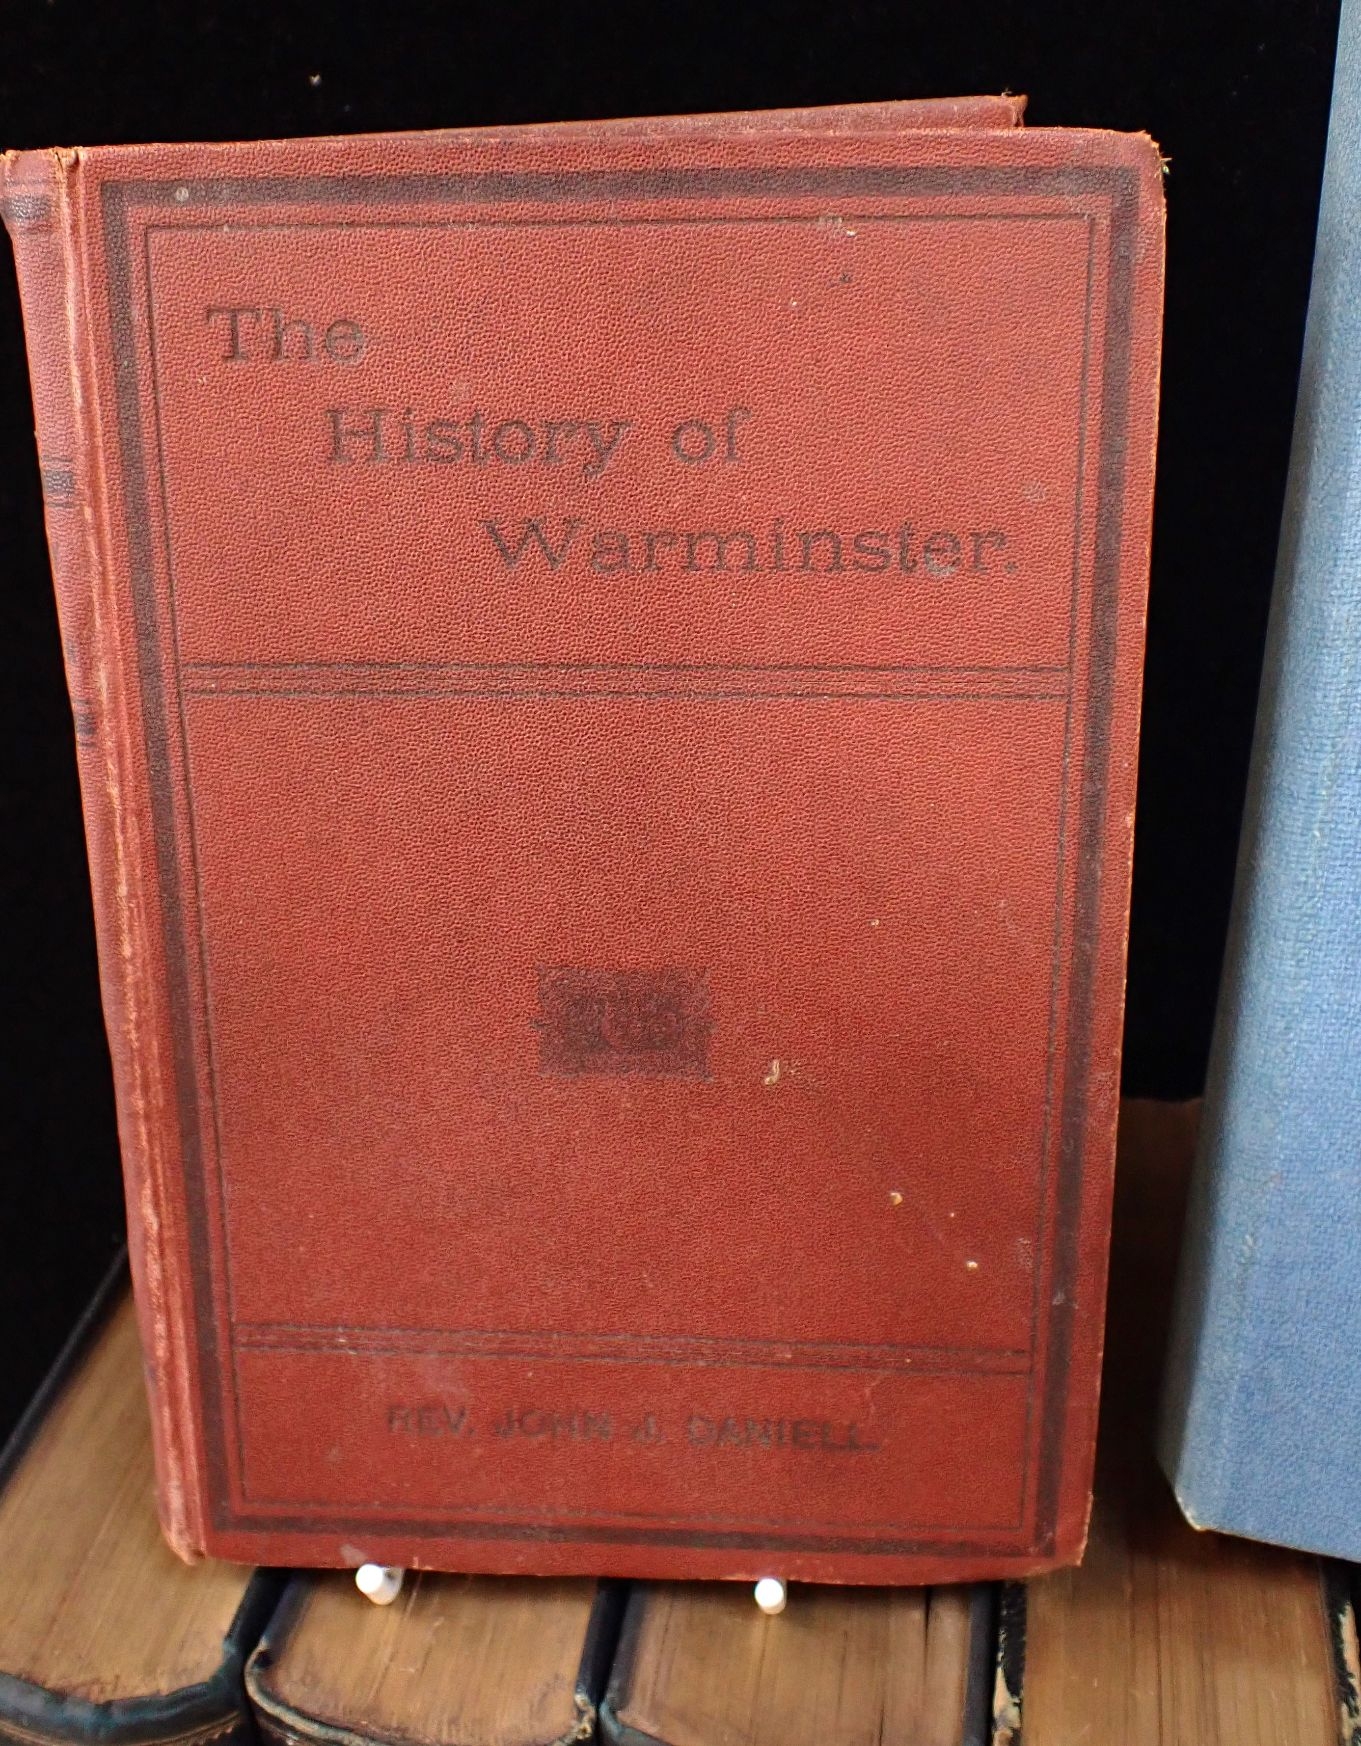 The
History of
Warminster.
REV. JOHN J. DANIELL.